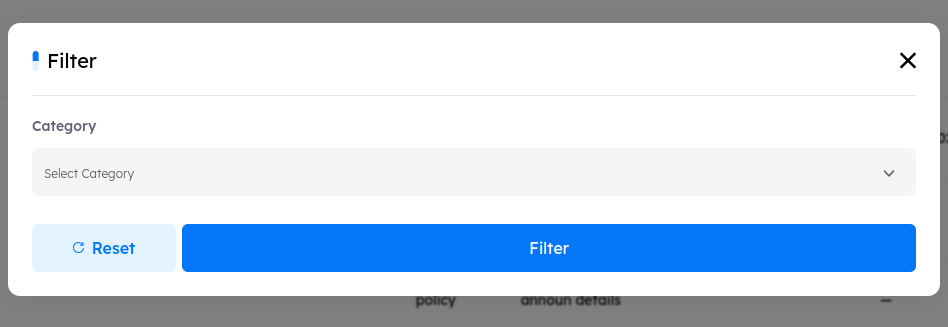 Filter
Category
Select Category
Reset
Filter
policy
announ details